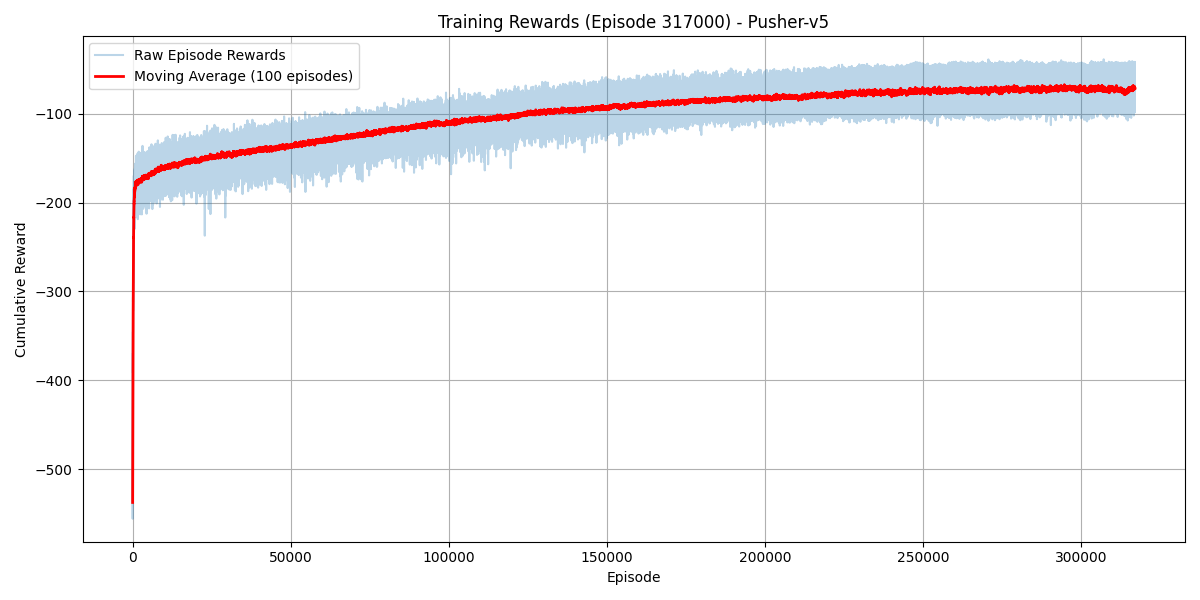 Training Rewards (Episode 317000) - Pusher-v5
Raw Episode Rewards
Moving Average (100 episodes)
Cumulative Reward
−100
−200
−300
−400
−500
0
50000
100000
150000
200000
250000
300000
Episode